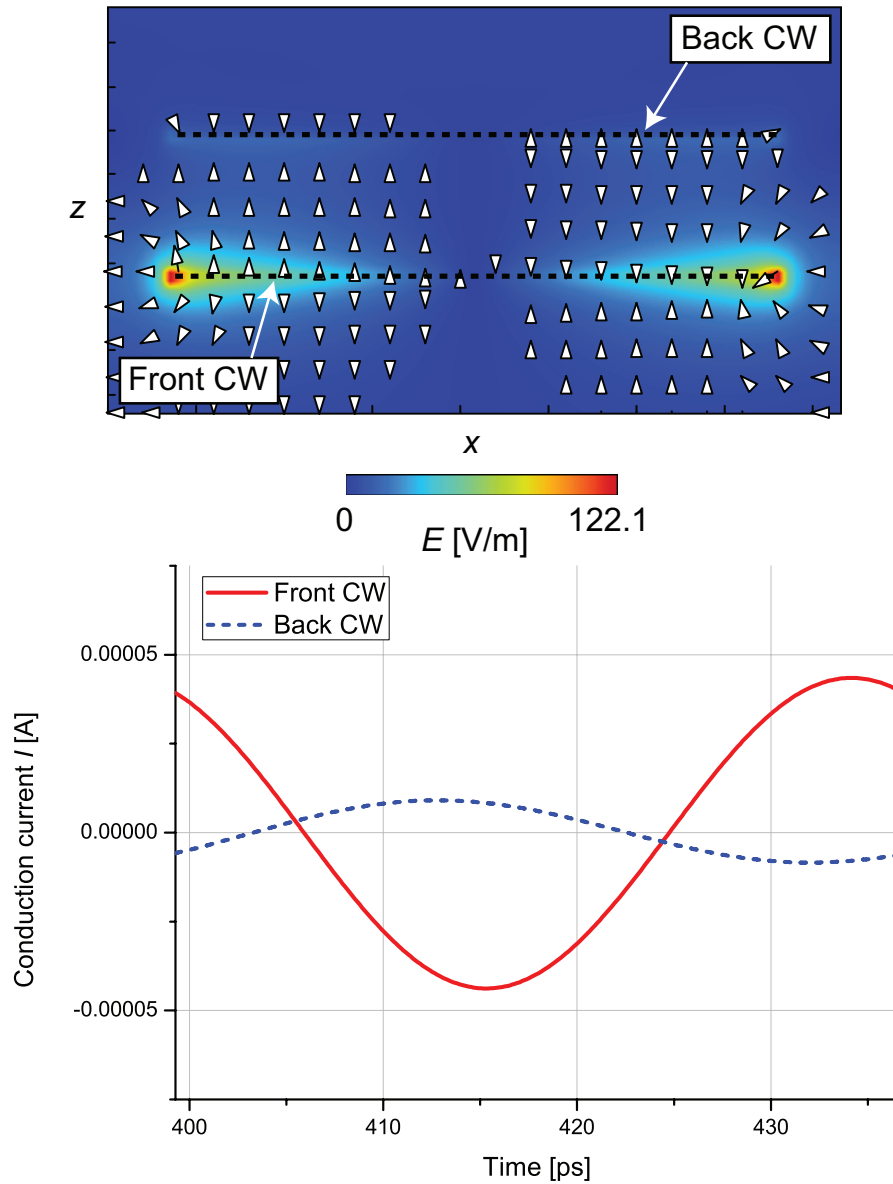 Back CW
z
Front CW
x
0
122.1
E [V/m]
Front CW
Back CW
0.00005
0.00000
-0.00005
Conduction current I [A]
400
410
420
430
Time [ps]